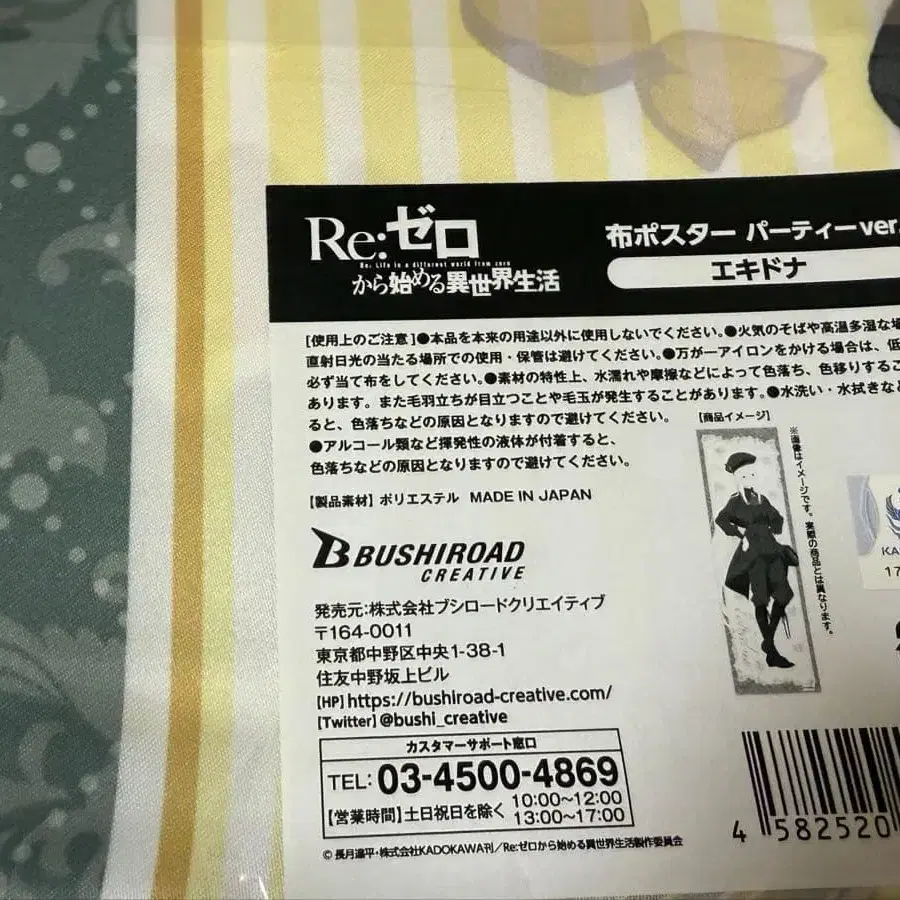 Re:ゼロ
Re: Life in a different world from zero
から始める異世界生活
布ポスター パーティーver.
エキドナ
[使用上のご注意]●本品を本来の用途以外に使用しないでください。●火気のそばや高温多湿な場
直射日光の当たる場所での使用・保管は避けてください。●万が一アイロンをかける場合は、低
必ず当て布をしてください。●素材の特性上、水濡れや摩擦などによって色落ち、色移りするこ
あります。また毛羽立ちが目立つことや毛玉が発生することがあります。●水洗い・水拭きなど
ると、色落ちなどの原因となりますので避けてください。
●アルコール類など揮発性の液体が付着すると、
色落ちなどの原因となりますので避けてください。
[商品イメージ]
※画像はイメージです。実際の商品とは異なります。
【製品素材】ポリエステル MADE IN JAPAN
BUSHIROAD
CREATIVE
KA
17
発売元:株式会社ブシロードクリエイティブ
〒164-0011
東京都中野区中央1-38-1
住友中野坂上ビル
【HP】https://bushiroad-creative.com/
【Twitter】@bushi_creative
カスタマーサポート窓口
TEL: 03-4500-4869
【営業時間】土日祝日を除く 10:00~12:00
13:00~17:00
4 582520
© 長月達平・株式会社KADOKAWA刊/Re:ゼロから始める異世界生活製作委員会